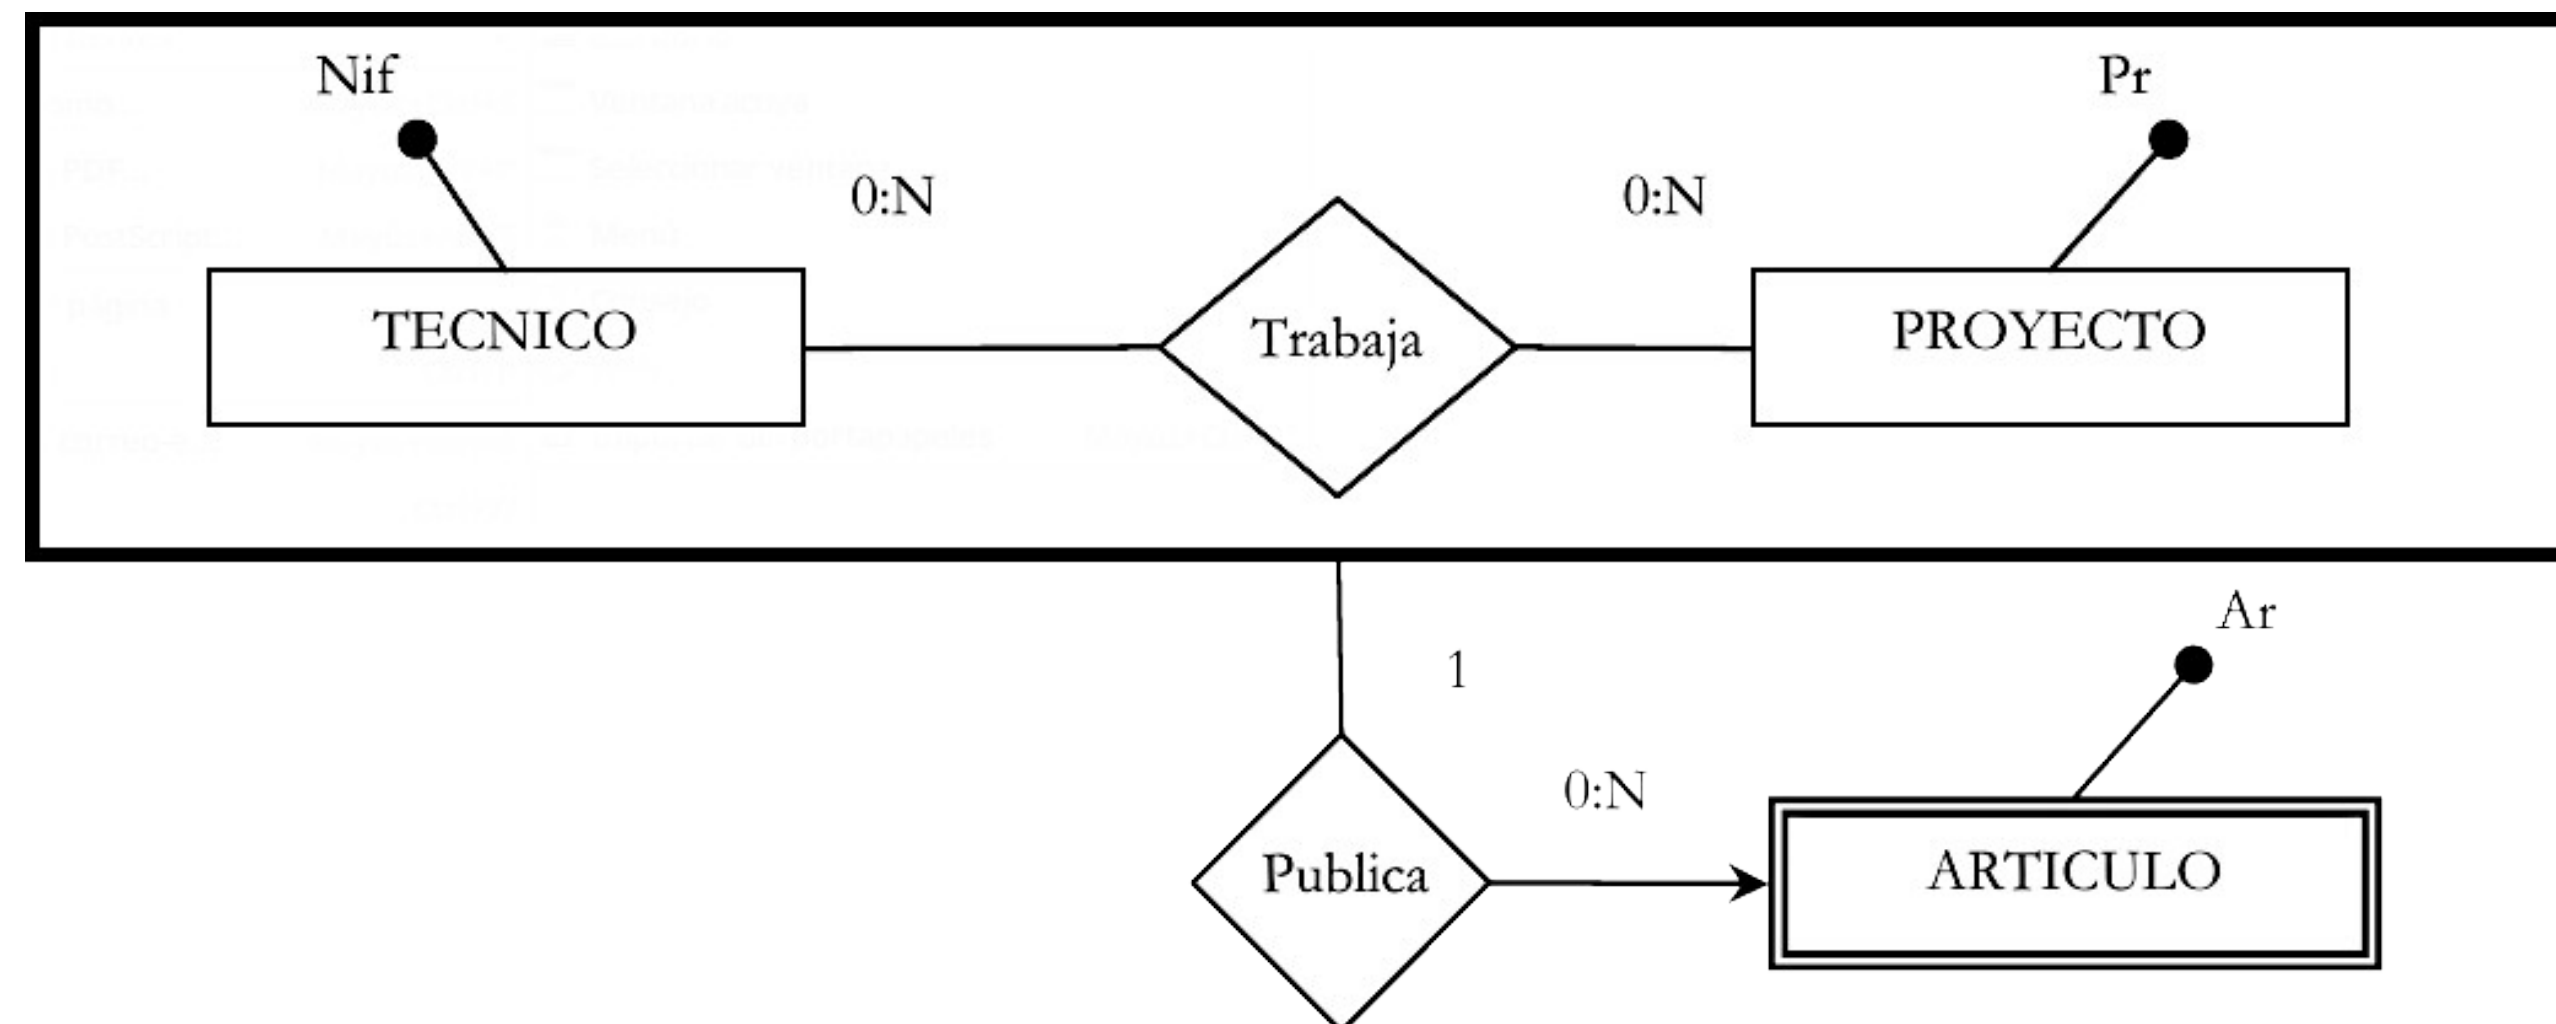 Nif
Pr
0:N
0:N
TECNICO
Trabaja
PROYECTO
Ar
1
0:N
Publica
ARTICULO